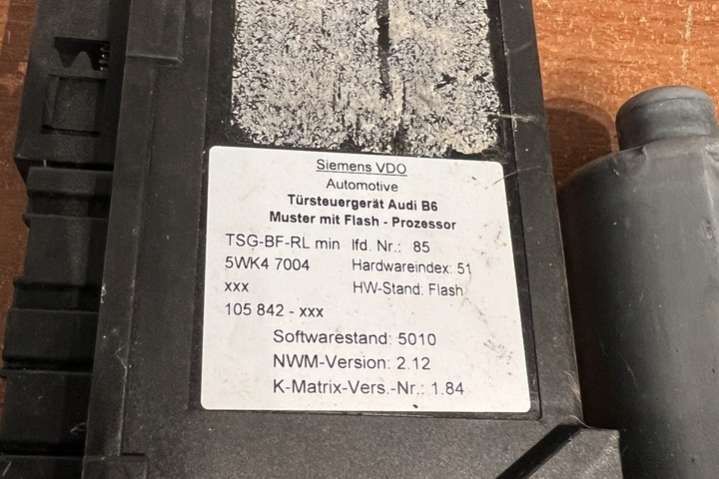 Siemens VDO
Automotive
Türsteuergerät Audi B6
Muster mit Flash - Prozessor
TSG-BF-RL min lfd. Nr.: 85
5WK4 7004 Hardwareindex: 51
xxx HW-Stand: Flash
105 842 - xxx
Softwarestand: 5010
NWM-Version: 2.12
K-Matrix-Vers.-Nr.: 1.84